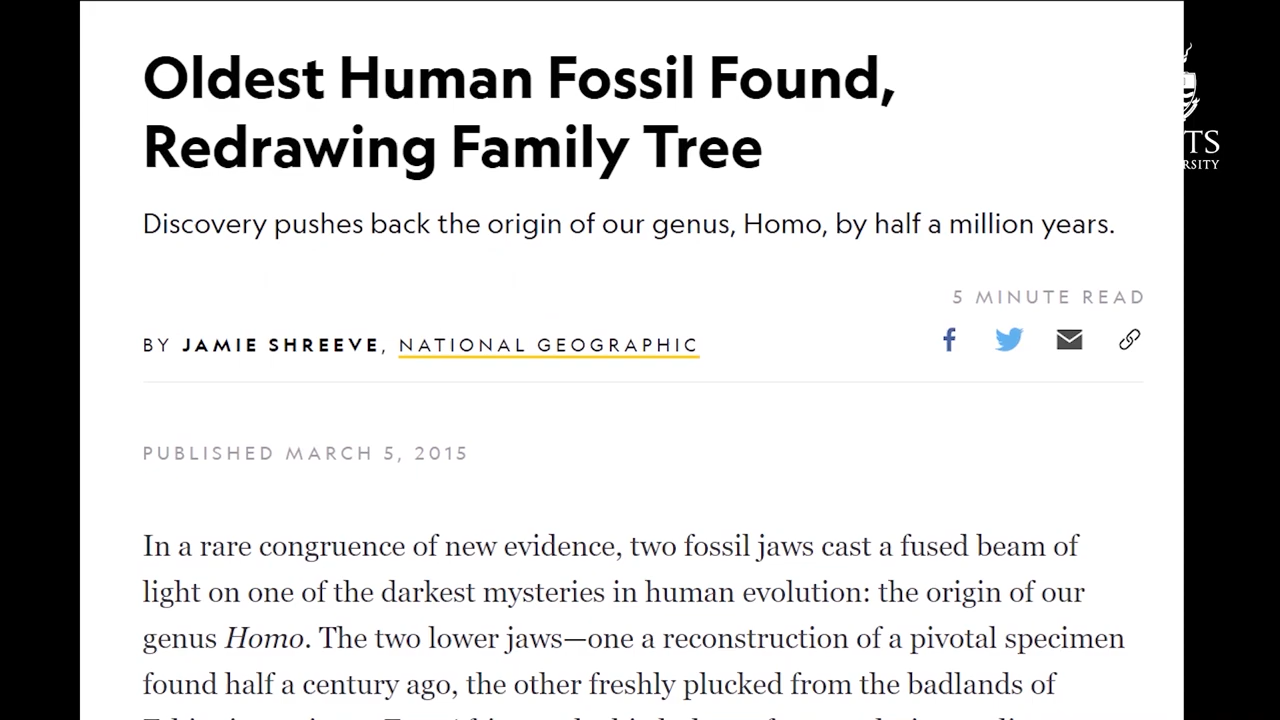 Oldest Human Fossil Found,
Redrawing Family Tree
Discovery pushes back the origin of our genus, Homo, by half a million years.
5 MINUTE READ
BY JAMIE SHREEVE, NATIONAL GEOGRAPHIC
PUBLISHED MARCH 5, 2015
In a rare congruence of new evidence, two fossil jaws cast a fused beam of
light on one of the darkest mysteries in human evolution: the origin of our
genus Homo. The two lower jaws—one a reconstruction of a pivotal specimen
found half a century ago, the other freshly plucked from the badlands of